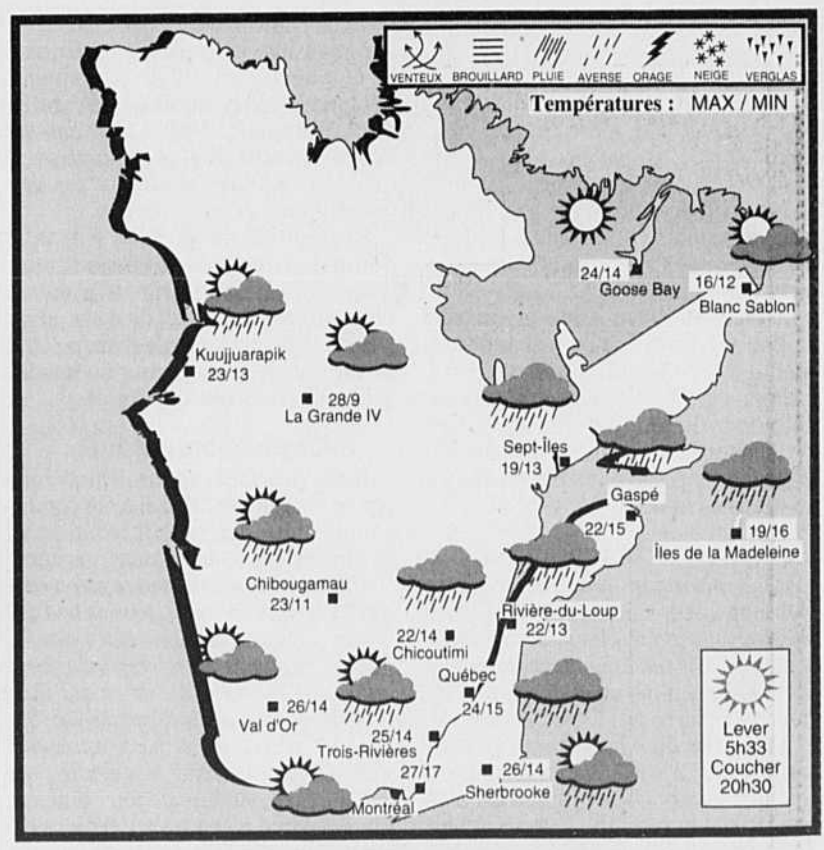 VENTEUX BROUILLARD PLUIE AVERSE ORAGE NEIGE VERGLAS
Températures : MAX / MIN
24/14
Goose Bay
16/12
Blanc Sablon
Kuujjuarapik
23/13
28/9
La Grande IV
Sept-Îles
19/13
Gaspé
22/15
19/16
Îles de la Madeleine
Chibougamau
23/11
Rivière-du-Loup
22/13
22/14
Chicoutimi
Québec
24/15
26/14
Val d'Or
25/14
Trois-Rivières
27/17
Montréal
26/14
Sherbrooke
Lever
5h33
Coucher
20h30